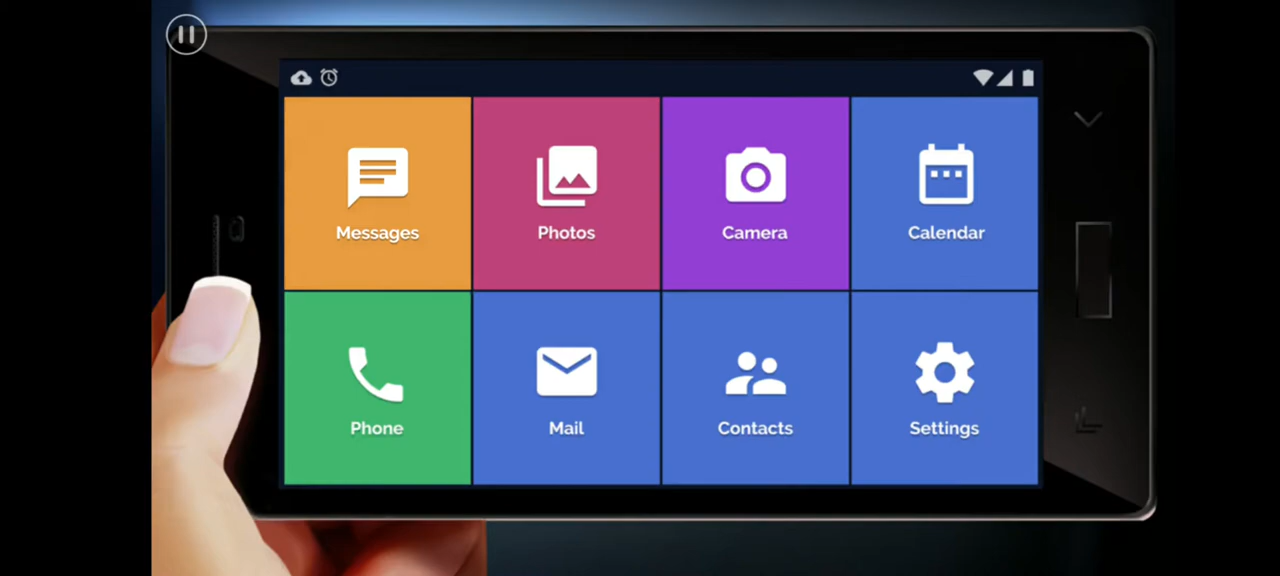 Messages
Photos
Camera
Calendar
Phone
Mail
Contacts
Settings